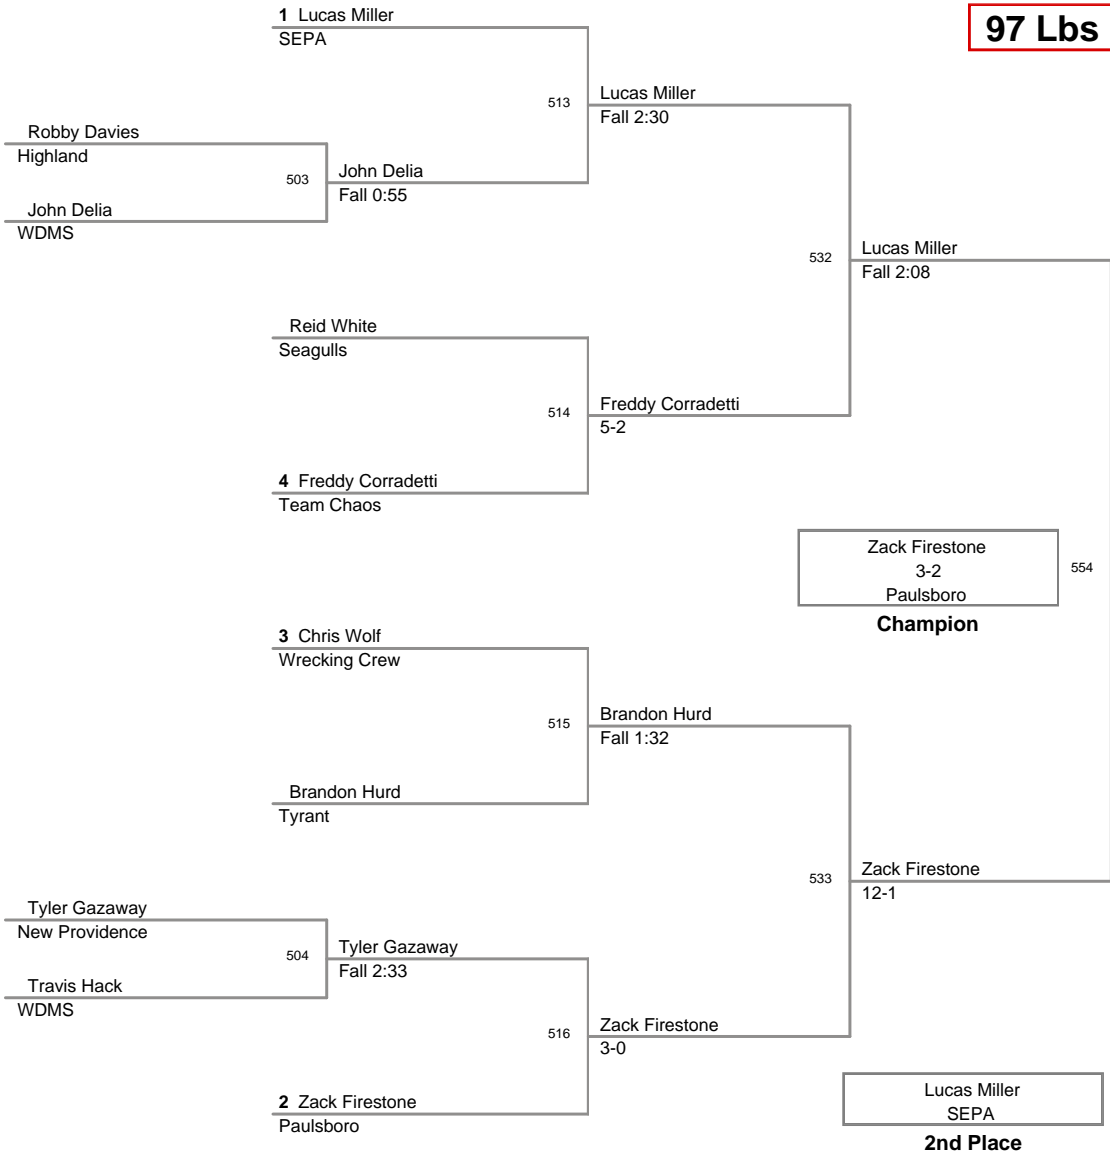 1 Lucas Miller
SEPA
97 Lbs
513
Lucas Miller
Fall 2:30
Robby Davies
Highland
503
John Delia
Fall 0:55
John Delia
WDMS
532
Lucas Miller
Fall 2:08
Reid White
Seagulls
514
Freddy Corradetti
5-2
4 Freddy Corradetti
Team Chaos
Zack Firestone
3-2
Paulsboro
554
Champion
3 Chris Wolf
Wrecking Crew
515
Brandon Hurd
Fall 1:32
Brandon Hurd
Tyrant
533
Zack Firestone
12-1
Tyler Gazaway
New Providence
504
Tyler Gazaway
Fall 2:33
Travis Hack
WDMS
516
Zack Firestone
3-0
2 Zack Firestone
Paulsboro
Lucas Miller
SEPA
2nd Place